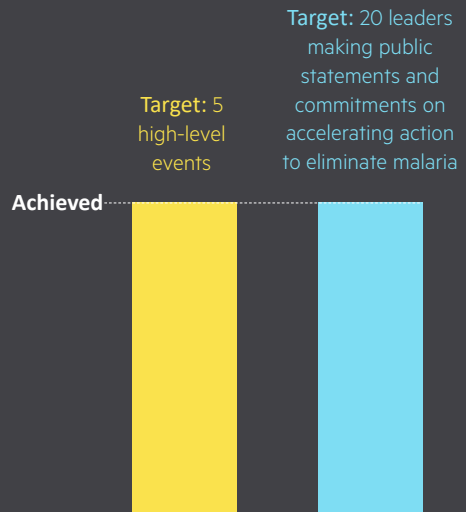 Target: 20 leaders
making public
statements and
commitments on
accelerating action
to eliminate malaria
Target: 5
high-level
events
Achieved